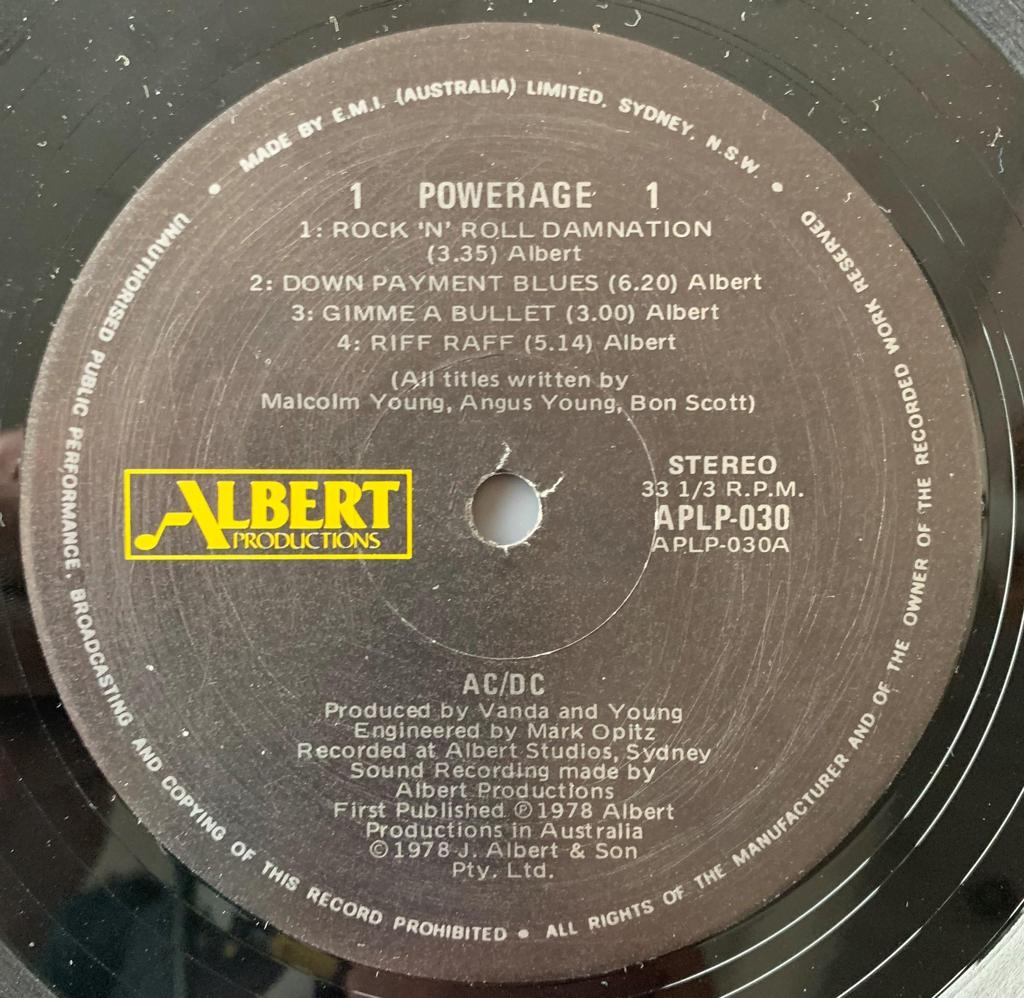 MADE BY E.M.I. (AUSTRALIA) LIMITED. SYDNEY, N.S.W.
1 POWERAGE 1
1: ROCK 'N' ROLL DAMNATION
(3.35) Albert
2: DOWN PAYMENT BLUES (6.20) Albert
3: GIMME A BULLET (3.00) Albert
4: RIFF RAFF (5.14) Albert
(All titles written by
Malcolm Young, Angus Young, Bon Scott)
ALBERT
PRODUCTIONS
STEREO
33 1/3 R.P.M.
APLP-030
APLP-030A
AC/DC
Produced by Vanda and Young
Engineered by Mark Opitz
Recorded at Albert Studios, Sydney
Sound Recording made by
Albert Productions
First Published ℗1978 Albert
Productions in Australia
©1978 J. Albert & Son
Pty. Ltd.
UNAUTHORISED PUBLIC PERFORMANCE, BROADCASTING AND COPYING OF THIS RECORD PROHIBITED • ALL RIGHTS OF THE MANUFACTURER AND OF THE OWNER OF THE RECORDED WORK RESERVED